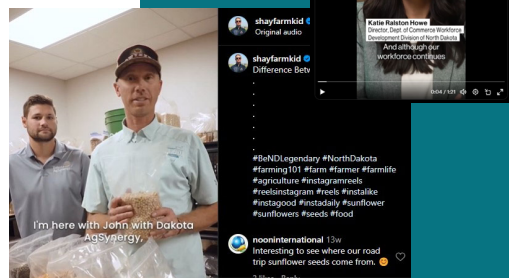 I'm here with John with Dakota
AgSynergy,
shayfarmkid
Original audio
shayfarmkid
Difference Betw
.
.
.
.
.
.
#BeNDLegendary #NorthDakota
#farming101 #farm #farmer #farmlife
#agriculture #instagramreels
#reelsinstagram #reels #instalike
#instagood #instadaily #sunflower
#sunflowers #seeds #food
nooninternational 13w
Interesting to see where our road
trip sunflower seeds come from. 😊
Katie Ralston Howe
Director, Dept. of Commerce Workforce
Development Division of North Dakota
And although our
workforce continues
0:04 / 1:21